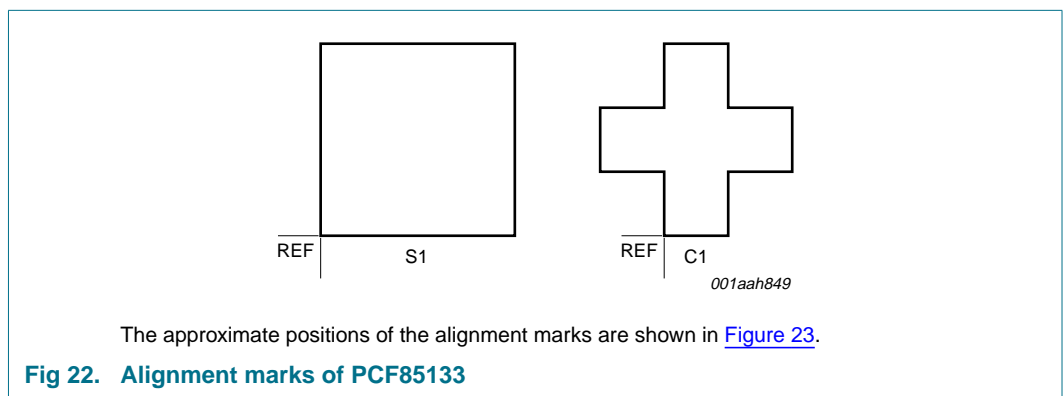 REF
S1
REF
C1
001aah849
The approximate positions of the alignment marks are shown in Figure 23.
Fig 22. Alignment marks of PCF85133